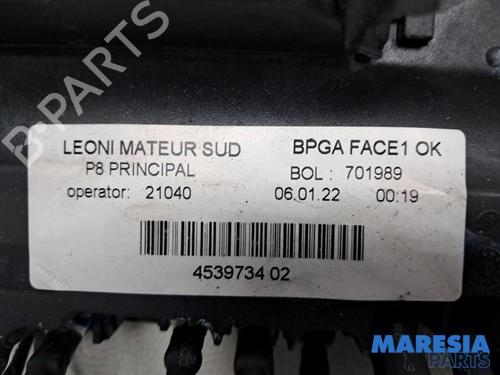 B-PARTS
LEONI MATEUR SUD BPGA FACE1 OK
P8 PRINCIPAL BOL : 701989
operator: 21040 06.01.22 00:19
4539734 02
MARESIA
PARTS